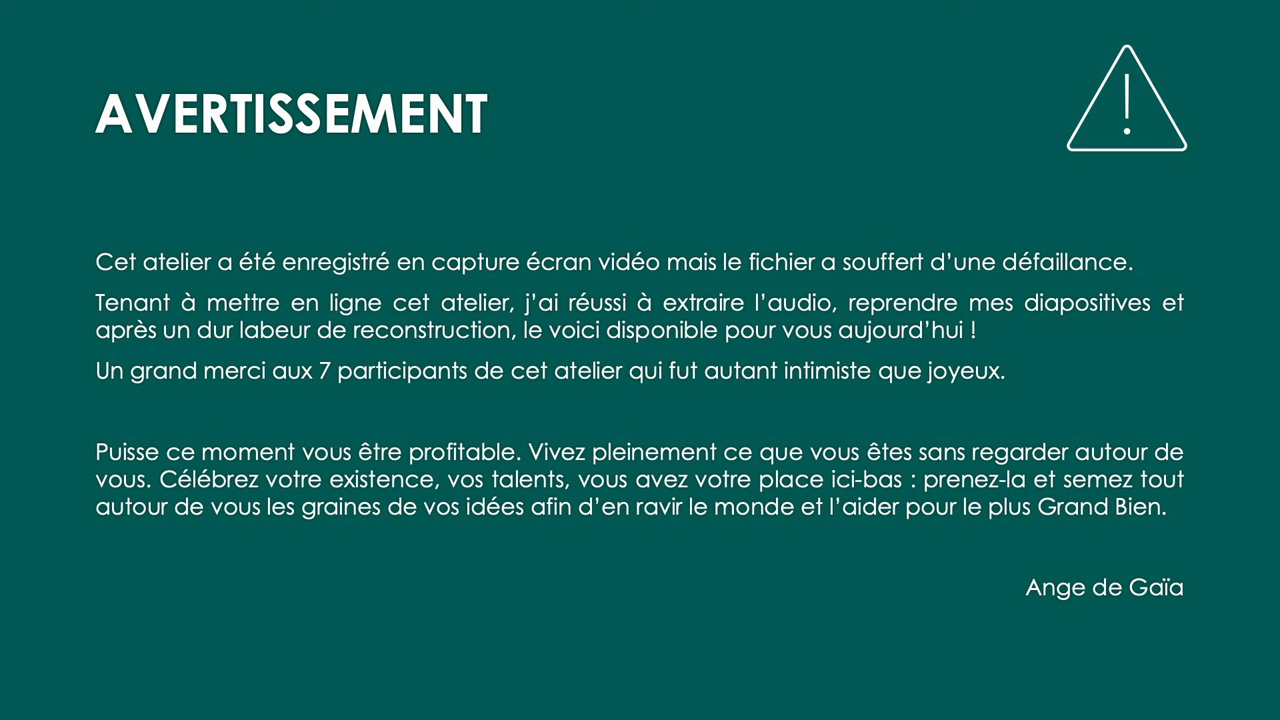 AVERTISSEMENT
Cet atelier a été enregistré en capture écran vidéo mais le fichier a souffert d’une défaillance.
Tenant à mettre en ligne cet atelier, j’ai réussi à extraire l’audio, reprendre mes diapositives et
après un dur labeur de reconstruction, le voici disponible pour vous aujourd’hui !
Un grand merci aux 7 participants de cet atelier qui fut autant intimiste que joyeux.
Puisse ce moment vous être profitable. Vivez pleinement ce que vous êtes sans regarder autour de
vous. Célébrez votre existence, vos talents, vous avez votre place ici-bas : prenez-la et semez tout
autour de vous les graines de vos idées afin d’en ravir le monde et l’aider pour le plus Grand Bien.
Ange de Gaïa